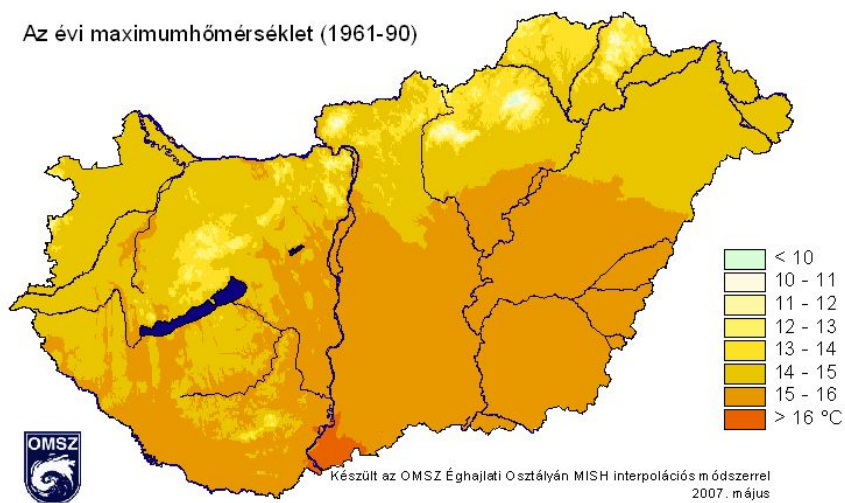 Az évi maximumhőmérséklet (1961-90)
< 10
10 - 11
11 - 12
12 - 13
13 - 14
14 - 15
15 - 16
> 16 °C
OMSZ
Készült az OMSZ Éghajlati Osztályán MISH interpolációs módszerrel
2007. május